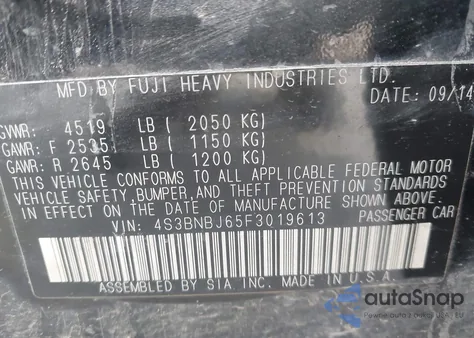 MFD BY FUJI HEAVY INDUSTRIES LTD.
DATE: 09/14
GVWR: 4519 LB ( 2050 KG)
GAWR: F 2535 LB ( 1150 KG)
GAWR: R 2645 LB ( 1200 KG)
THIS VEHICLE CONFORMS TO ALL APPLICABLE FEDERAL MOTOR
VEHICLE SAFETY,BUMPER,AND THEFT PREVENTION STANDARDS
IN EFFECT ON THE DATE OF MANUFACTURE SHOWN ABOVE.
VIN: 4S3BNBJ65F3019613 PASSENGER CAR
ASSEMBLED BY SIA, INC. MADE IN U.S.A.
autoSnap